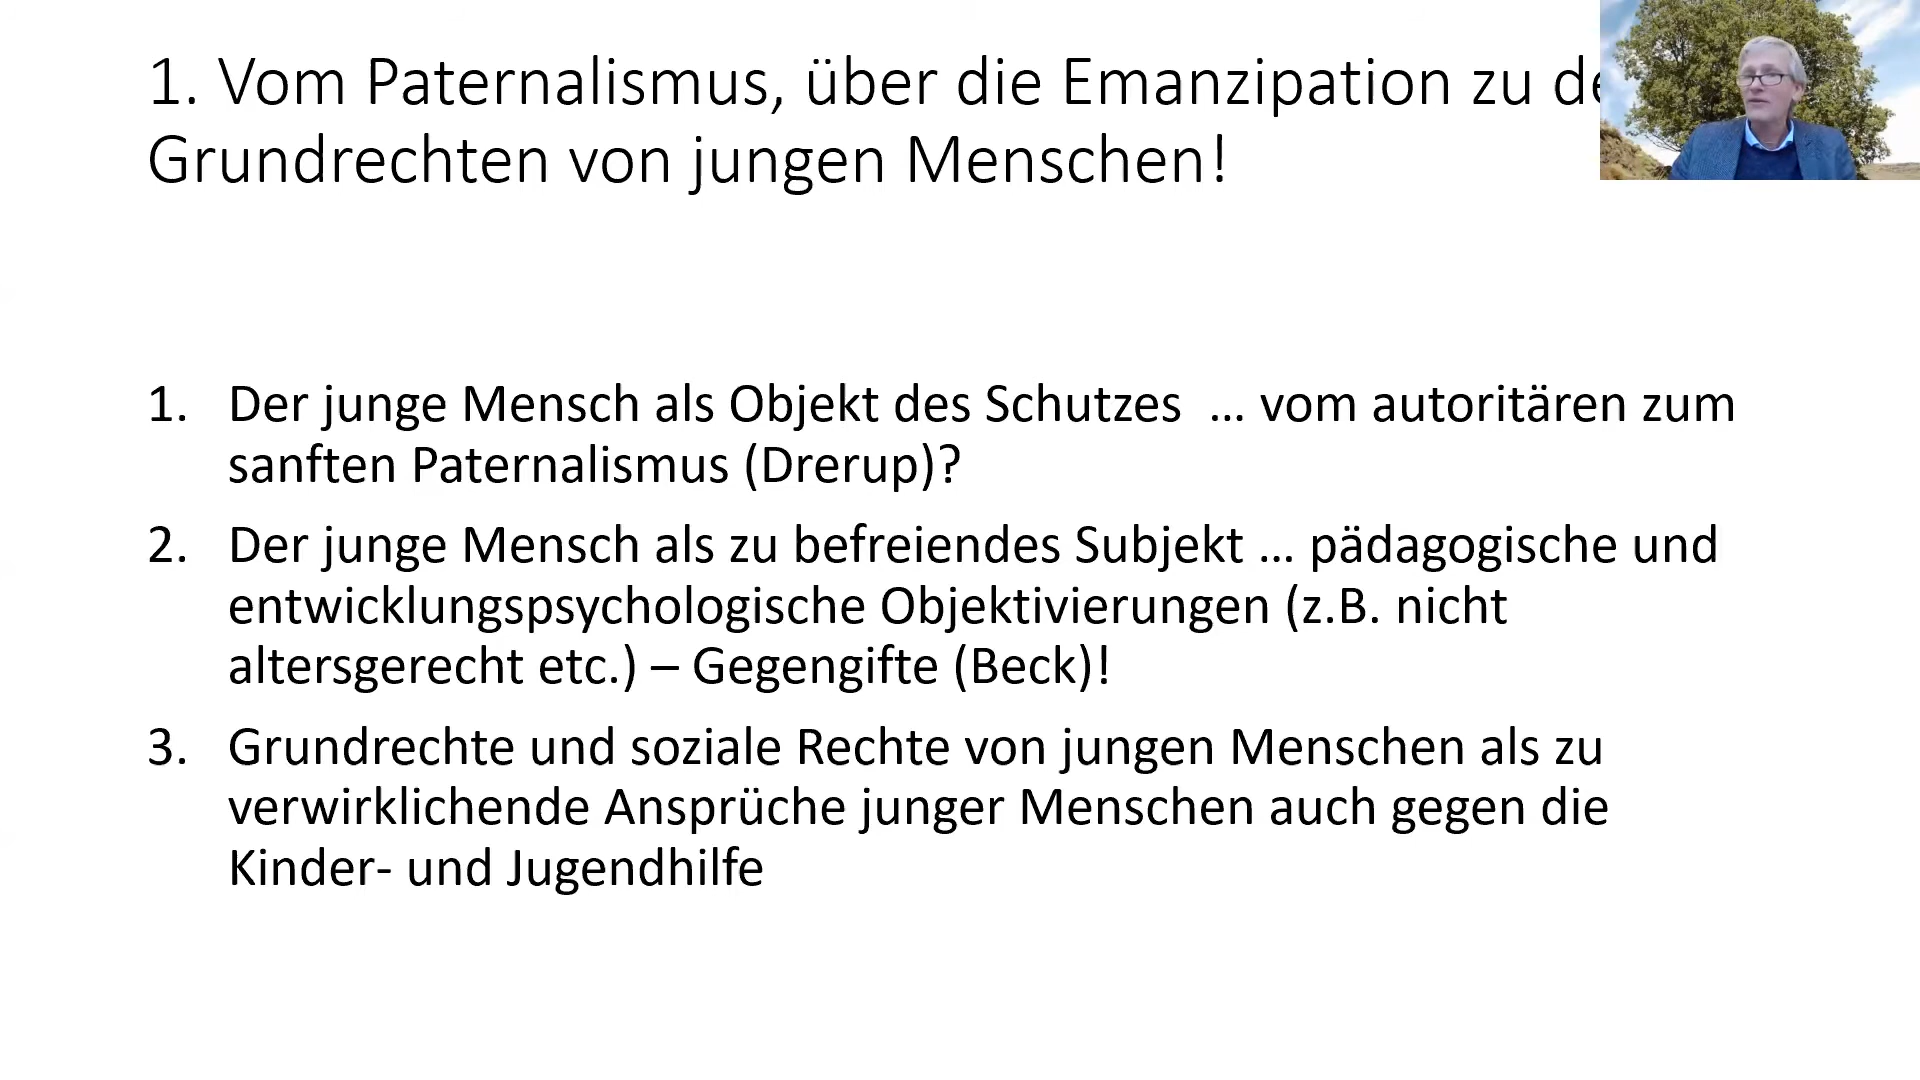 1. Vom Paternalismus, über die Emanzipation zu
Grundrechten von jungen Menschen!
1. Der junge Mensch als Objekt des Schutzes … vom autoritären zum
sanften Paternalismus (Drerup)?
2. Der junge Mensch als zu befreiendes Subjekt … pädagogische und
entwicklungspsychologische Objektivierungen (z.B. nicht
altersgerecht etc.) – Gegengifte (Beck)!
3. Grundrechte und soziale Rechte von jungen Menschen als zu
verwirklichende Ansprüche junger Menschen auch gegen die
Kinder- und Jugendhilfe